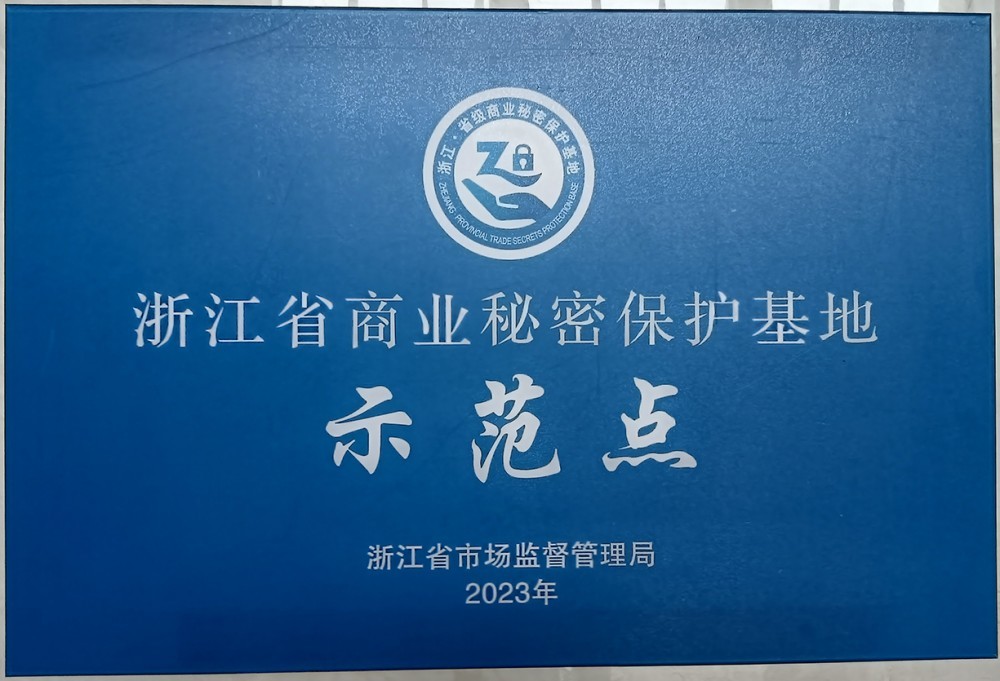 浙江·省级商业秘密保护基地
ZHEJIANG PROVINCIAL TRADE SECRETS PROTECTION BASE
浙江省商业秘密保护基地
示范点
浙江省市场监督管理局
2023年